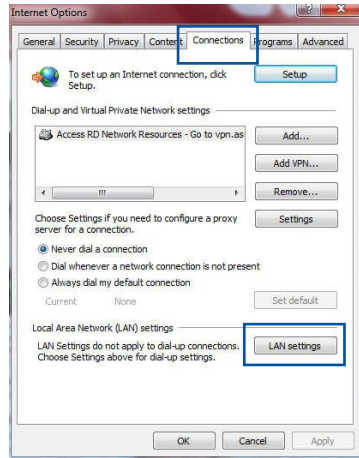 Internet Options
General Security Privacy Content Connections Programs Advanced
To set up an Internet connection, click
Setup.
Setup
Dial-up and Virtual Private Network settings
Access RD Network Resources - Go to vpn.as
Add...
Add VPN...
Remove...
Choose Settings if you need to configure a proxy
server for a connection.
Settings
Never dial a connection
Dial whenever a network connection is not present
Always dial my default connection
Current None
Set default
Local Area Network (LAN) settings
LAN Settings do not apply to dial-up connections.
Choose Settings above for dial-up settings.
LAN settings
OK Cancel Apply